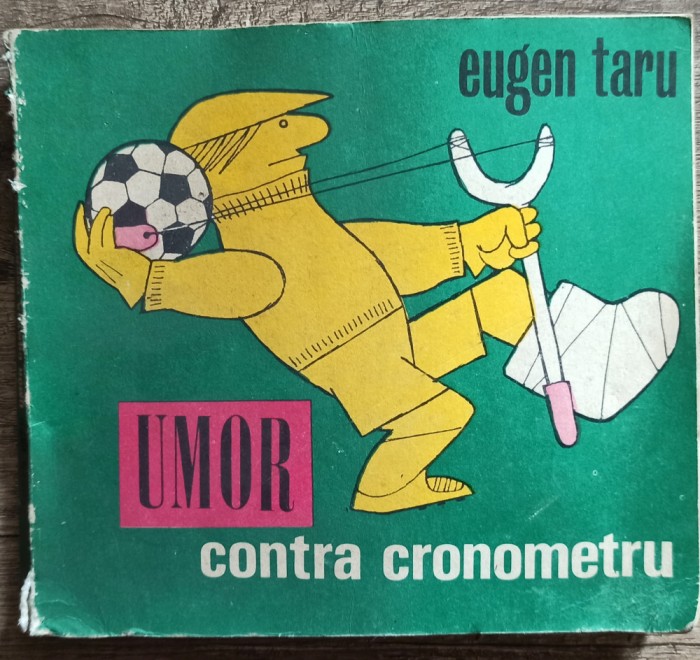 eugen taru
UMOR
contra cronometru